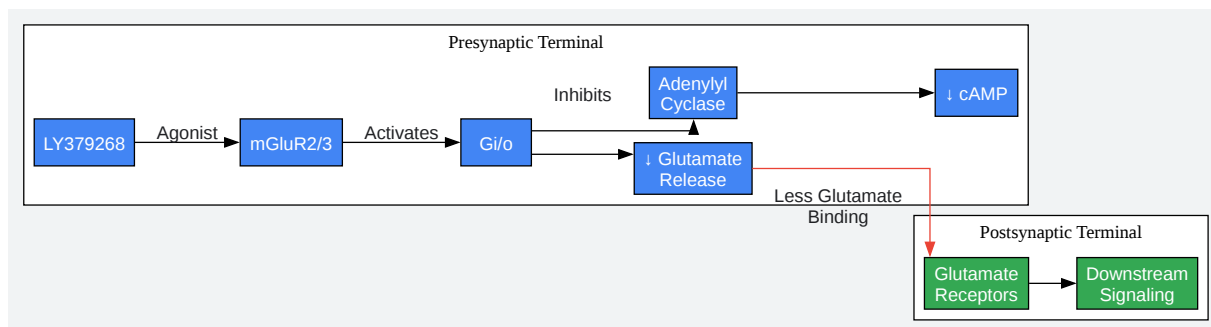 Presynaptic Terminal
LY379268
Agonist
mGluR2/3
Activates
Gi/o
Inhibits
Adenylyl
Cyclase
↓ cAMP
↓ Glutamate
Release
Less Glutamate
Binding
Postsynaptic Terminal
Glutamate
Receptors
Downstream
Signaling